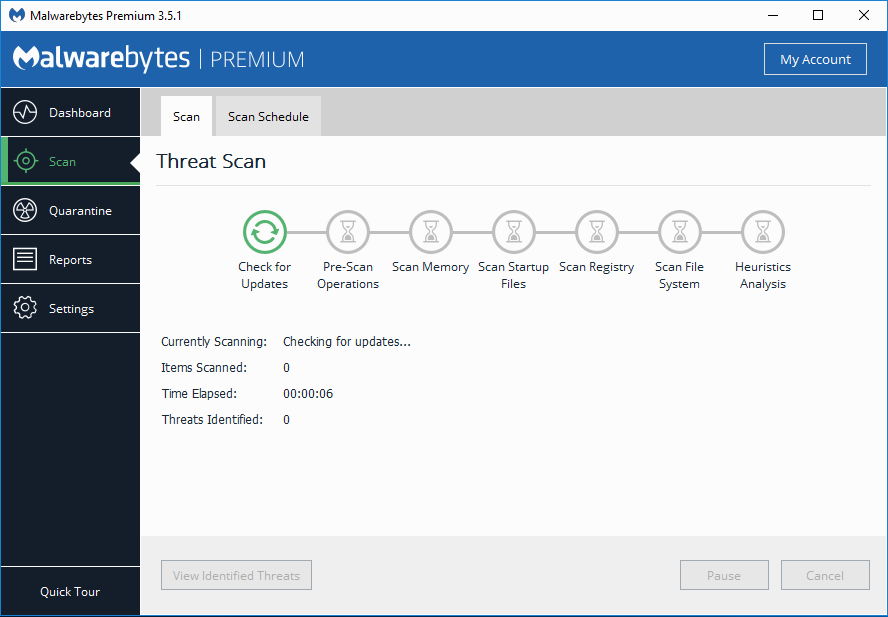 Malwarebytes Premium 3.5.1
Malwarebytes | PREMIUM
My Account
Dashboard
Scan
Quarantine
Reports
Settings
Quick Tour
Scan
Scan Schedule
Threat Scan
Check for
Updates
Pre-Scan
Operations
Scan Memory
Scan Startup
Files
Scan Registry
Scan File
System
Heuristics
Analysis
Currently Scanning: Checking for updates...
Items Scanned: 0
Time Elapsed: 00:00:06
Threats Identified: 0
View Identified Threats
Pause
Cancel